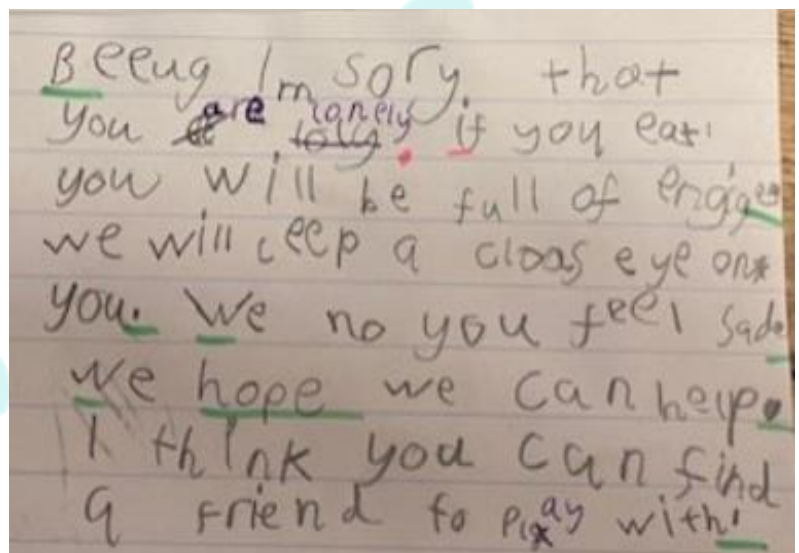 Beeug Im sory that
you are lonely. if you eat
you will be full of
we will ceep a cloas eye on
you. We no you feel sad.
We hope we can help.
I think you can find
a friend to play with!